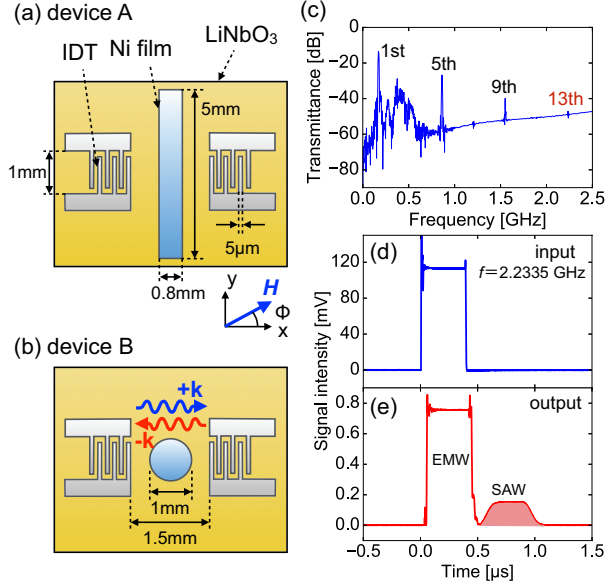 (a) device A
IDT
Ni film
LiNbO3
5mm
1mm
5μm
0.8mm
y
H
Φ
x
(b) device B
+k
-k
1mm
1.5mm
(c)
Transmittance [dB]
0
−20
−40
−60
−80
1st
5th
9th
13th
0.0 0.5 1.0 1.5 2.0 2.5
Frequency [GHz]
Signal intensity [mV]
(d)
input
f=2.2335 GHz
120
80
40
0
(e)
output
0.8
0.6
0.4
0.2
0.0
EMW
SAW
−0.5 0.0 0.5 1.0 1.5
Time [μs]